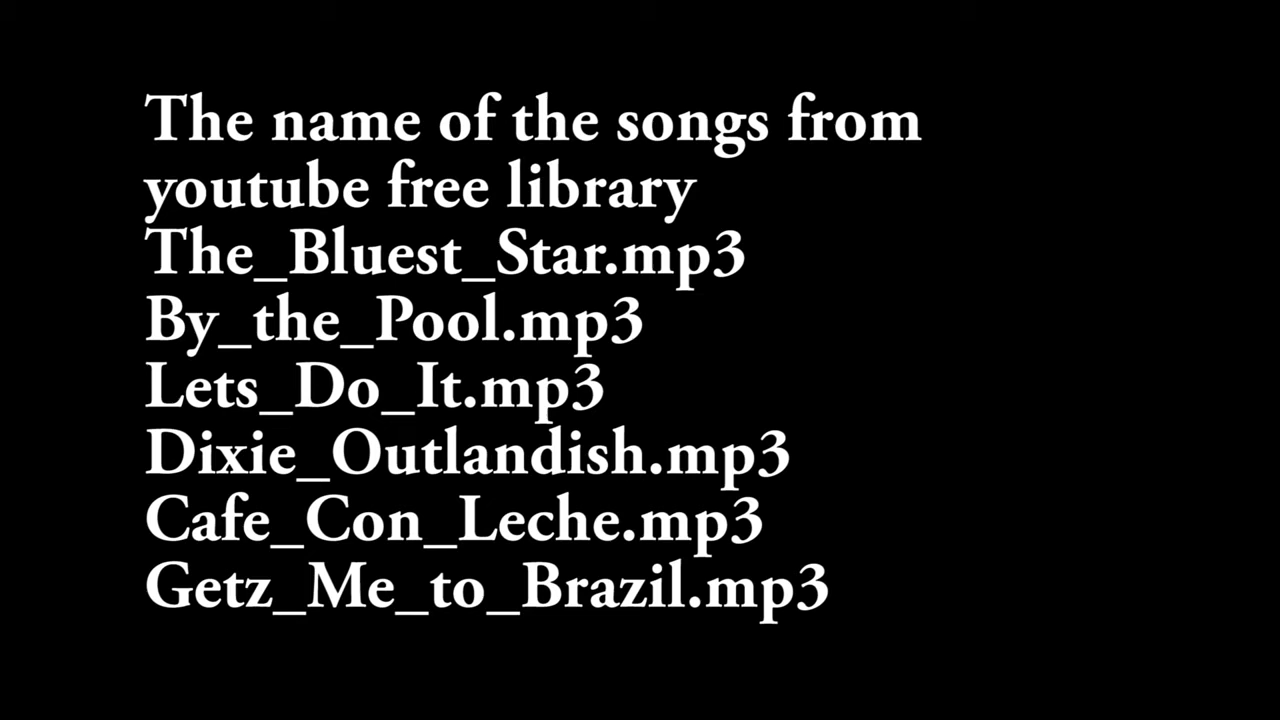 The name of the songs from
youtube free library
The_Bluest_Star.mp3
By_the_Pool.mp3
Lets_Do_It.mp3
Dixie_Outlandish.mp3
Cafe_Con_Leche.mp3
Getz_Me_to_Brazil.mp3